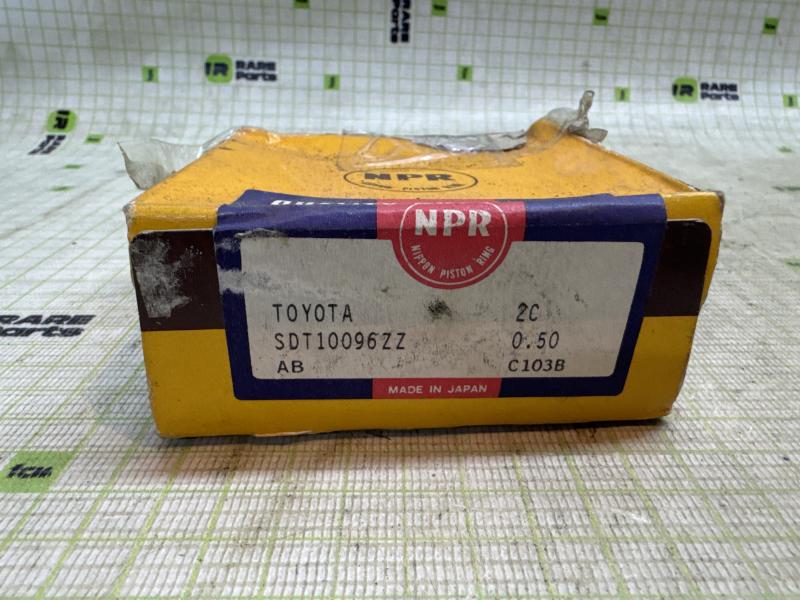 RARE
Parts
RARE
Parts
NPR
NPR
NIPPON PISTON RING
TOYOTA 2C
SDT10096ZZ 0.50
AB C103B
MADE IN JAPAN